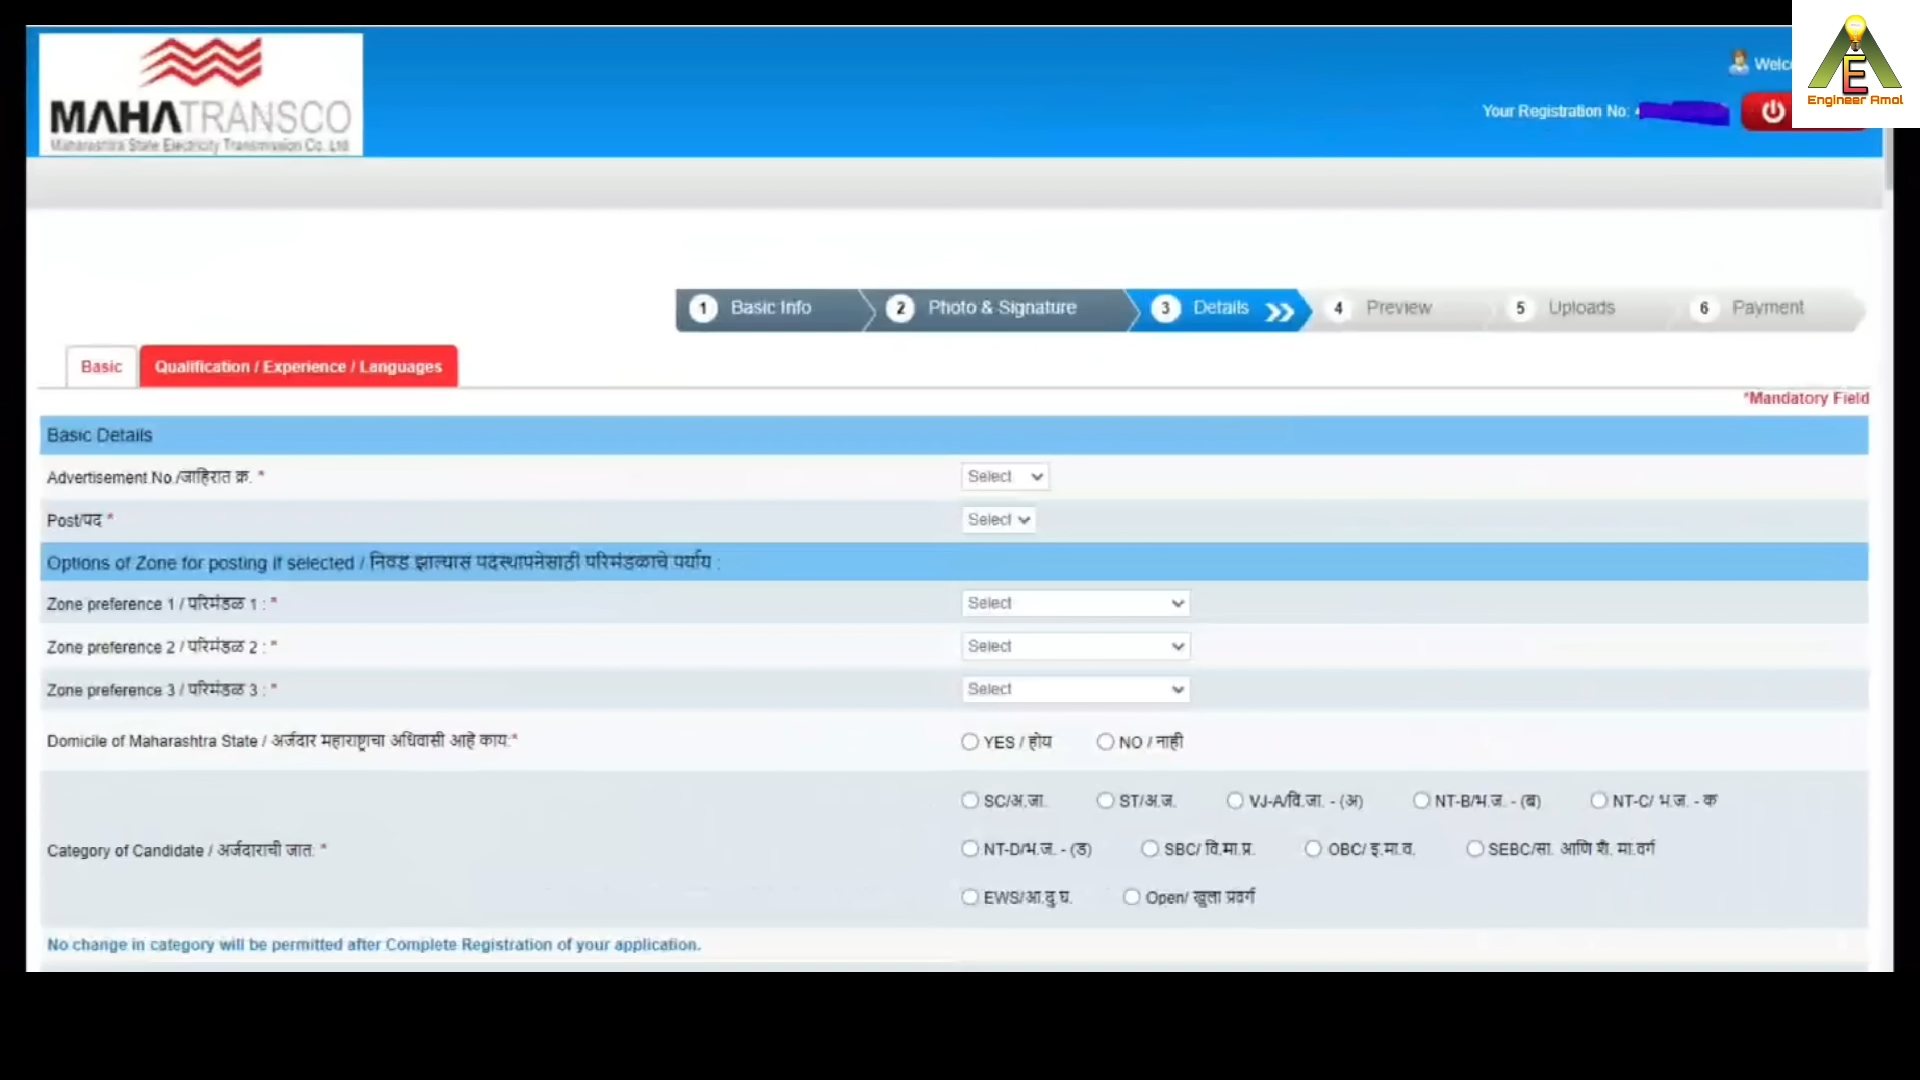 MAHATRANSCO
Maharashtra State Electricity Transmission Co. Ltd
E
Engineer Amol
Your Registration No:
1 Basic Info 2 Photo & Signature 3 Details 4 Preview 5 Uploads 6 Payment
Basic Qualification / Experience / Languages
*Mandatory Field
Basic Details
Advertisement No./जाहिरात क्र. * Select
Post/पद * Select
Options of Zone for posting if selected / निवड झाल्यास पदस्थापनेसाठी परिमंडळाचे पर्याय :
Zone preference 1 / परिमंडळ 1 : * Select
Zone preference 2 / परिमंडळ 2 : * Select
Zone preference 3 / परिमंडळ 3 : * Select
Domicile of Maharashtra State / अर्जदार महाराष्ट्राचा अधिवासी आहे काय:* YES / होय NO / नाही
SC/अ.जा. ST/अ.ज. VJ-A/वि.जा. - (अ) NT-B/भ.ज. - (ब) NT-C/ भ.ज. - क
Category of Candidate / अर्जदाराची जात: * NT-D/भ.ज. - (ड) SBC/ वि.मा.प्र. OBC/ इ.मा.व. SEBC/सा. आणि शै. मा.वर्ग
EWS/आ.दु.घ. Open/ खुला प्रवर्ग
No change in category will be permitted after Complete Registration of your application.